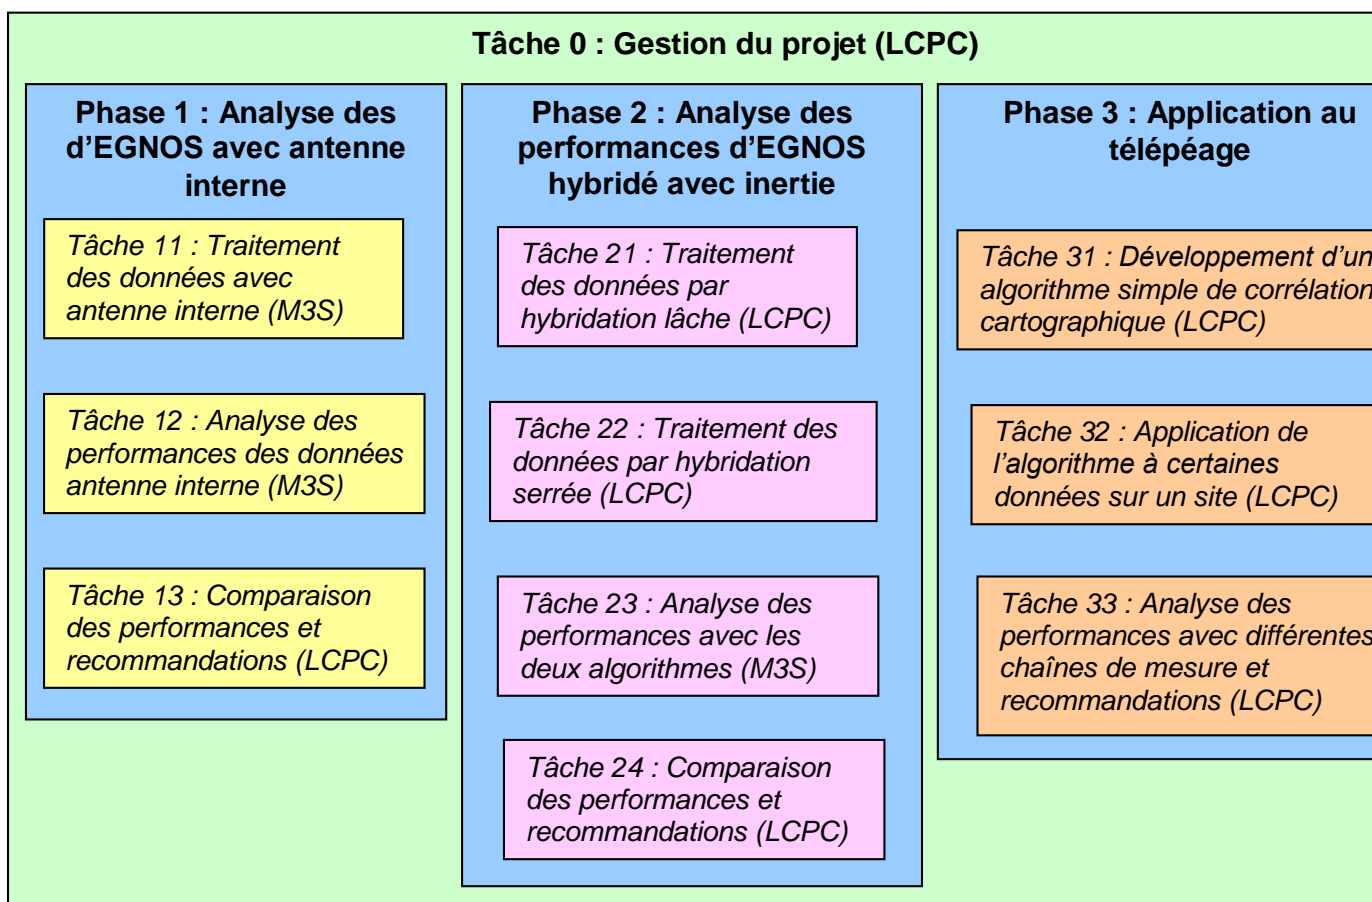 Tâche 0 : Gestion du projet (LCPC)
Phase 1 : Analyse des
d’EGNOS avec antenne
interne
Tâche 11 : Traitement
des données avec
antenne interne (M3S)
Tâche 12 : Analyse des
performances des données
antenne interne (M3S)
Tâche 13 : Comparaison
des performances et
recommandations (LCPC)
Phase 2 : Analyse des
performances d’EGNOS
hybridé avec inertie
Tâche 21 : Traitement
des données par
hybridation lâche (LCPC)
Tâche 22 : Traitement des
données par hybridation
serrée (LCPC)
Tâche 23 : Analyse des
performances avec les
deux algorithmes (M3S)
Tâche 24 : Comparaison
des performances et
recommandations (LCPC)
Phase 3 : Application au
télépéage
Tâche 31 : Développement d’un
algorithme simple de corrélation
cartographique (LCPC)
Tâche 32 : Application de
l’algorithme à certaines
données sur un site (LCPC)
Tâche 33 : Analyse des
performances avec différentes
chaînes de mesure et
recommandations (LCPC)